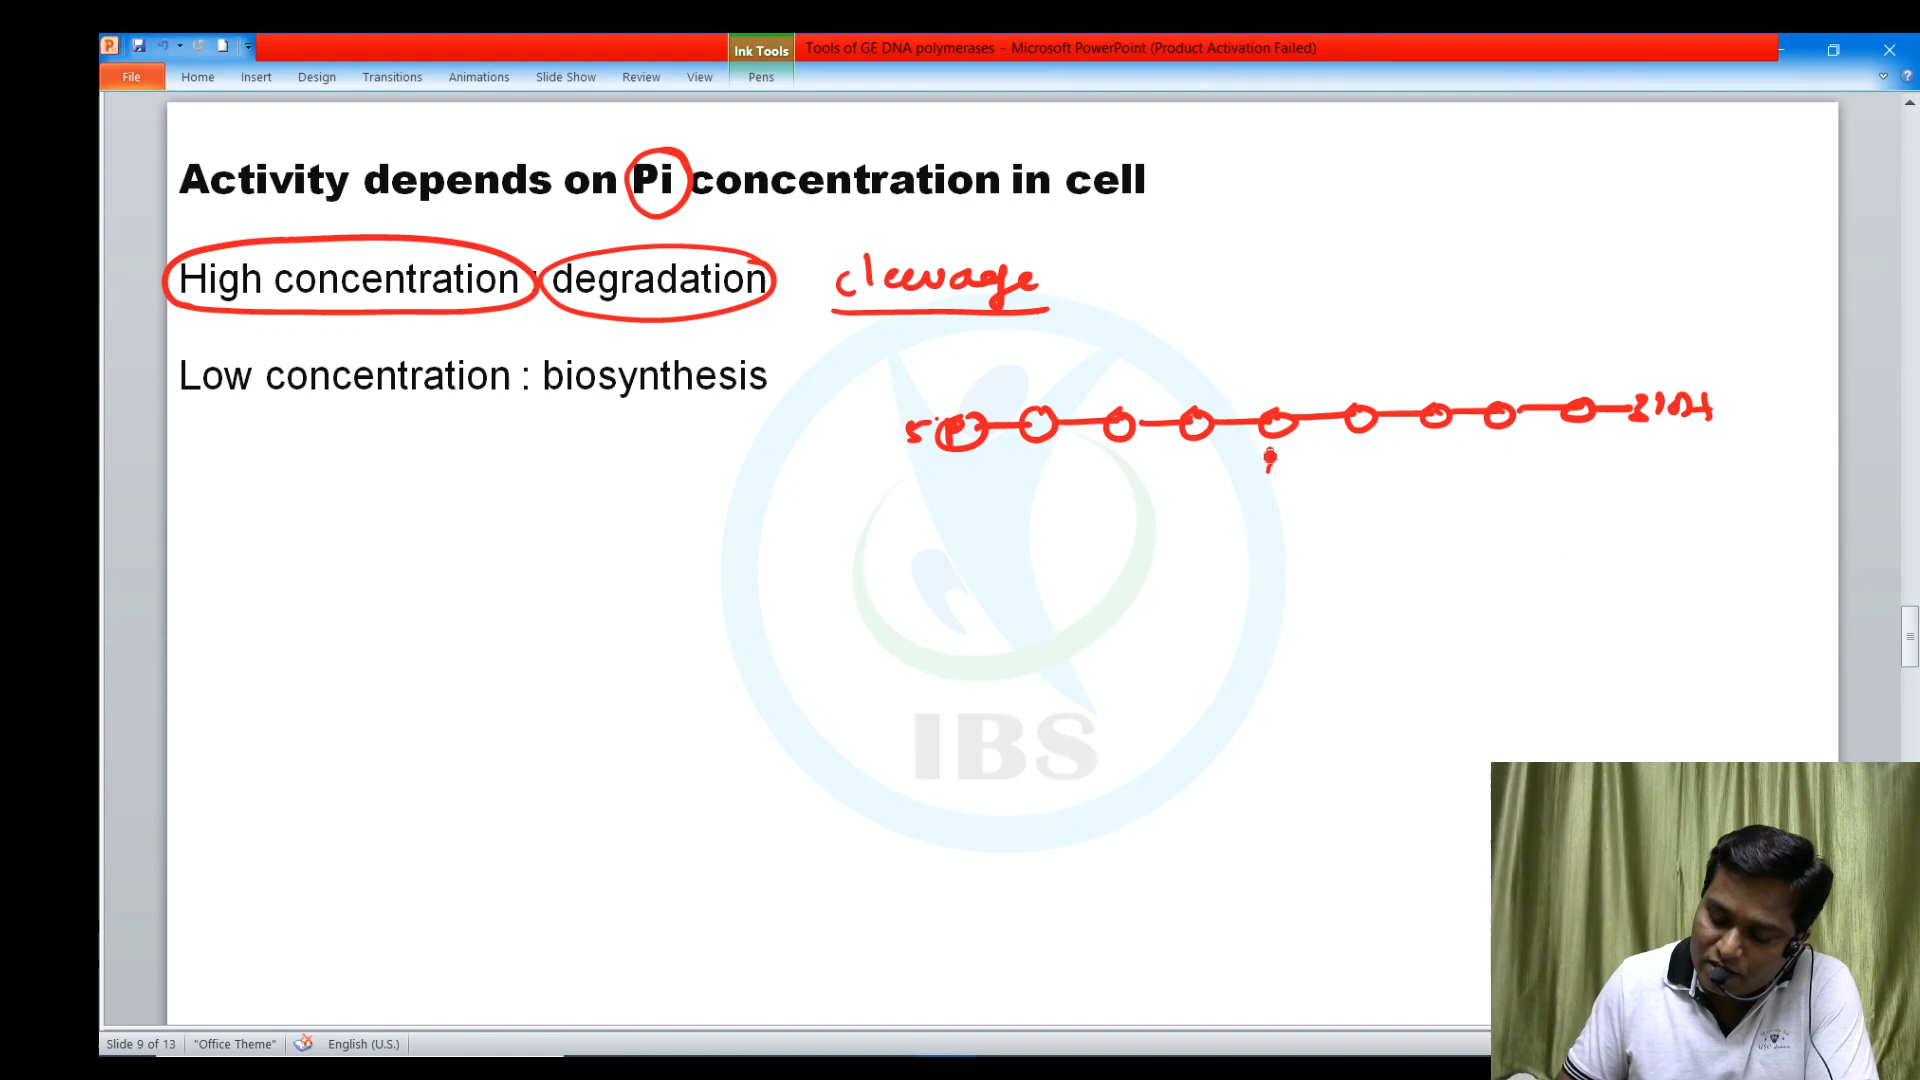 Ink Tools Tools of GE DNA polymerases - Microsoft PowerPoint (Product Activation Failed)
File Home Insert Design Transitions Animations Slide Show Review View Pens
Activity depends on Pi concentration in cell
High concentration : degradation cleavage
Low concentration : biosynthesis
5' P 3' OH
IBS
Slide 9 of 13 "Office Theme" English (U.S.)